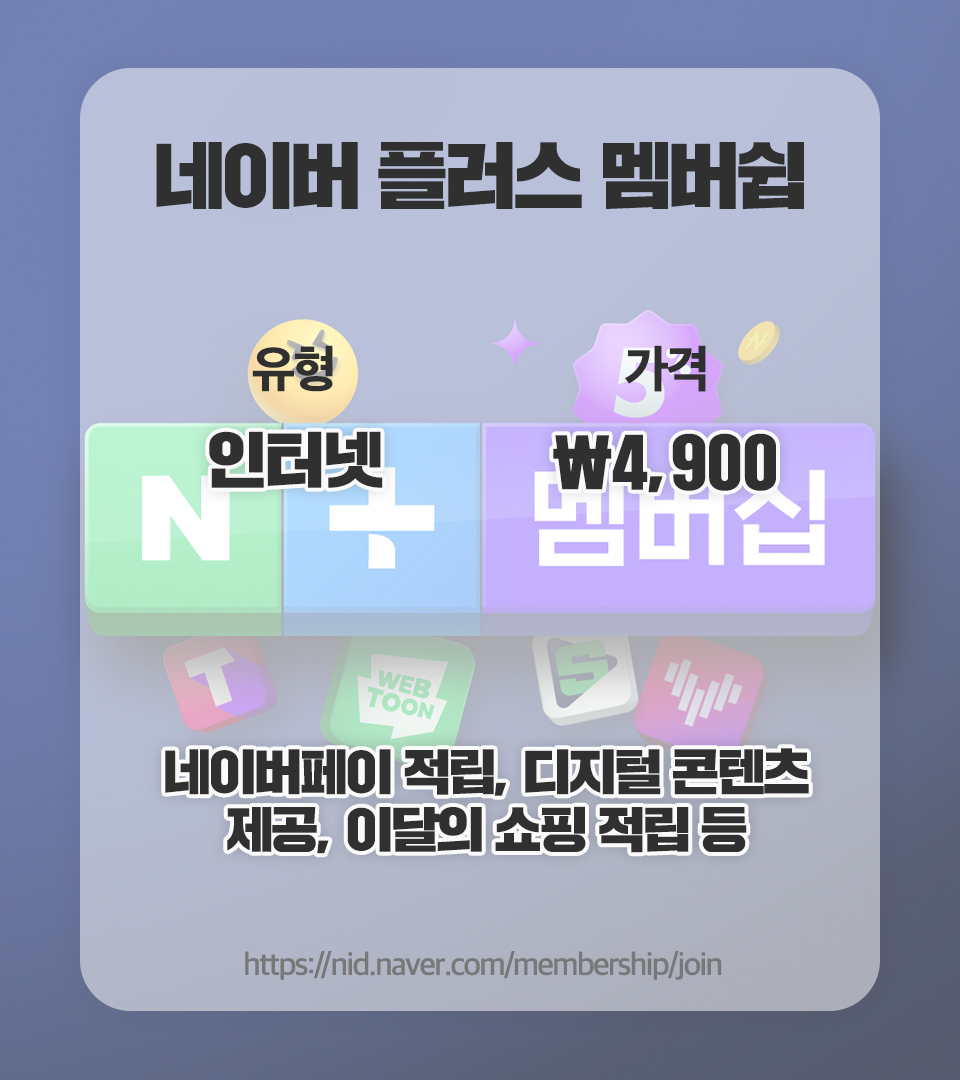 네이버 플러스 멤버쉽
유형
가격
5
인터넷
₩4,900
N
멤버십
T
WEB
TOON
S
네이버페이 적립, 디지털 콘텐츠
제공, 이달의 쇼핑 적립 등
https://nid.naver.com/membership/join